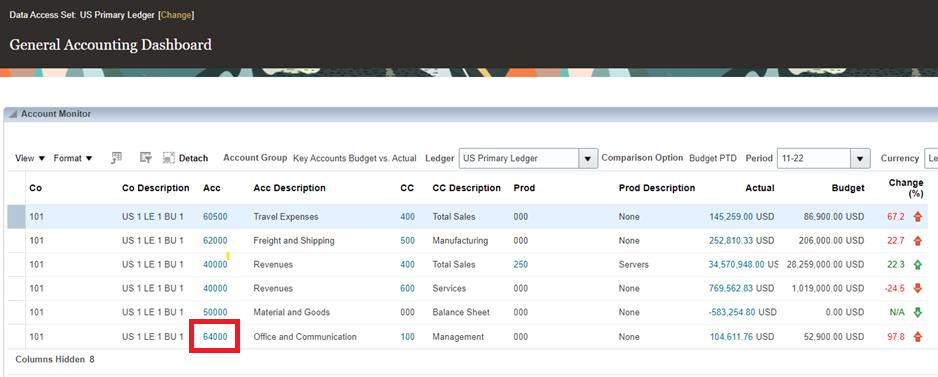 Data Access Set: US Primary Ledger [Change]
General Accounting Dashboard
Account Monitor
View Format Detach Account Group Key Accounts Budget vs. Actual Ledger US Primary Ledger Comparison Option Budget PTD Period 11-22 Currency Le
Co Co Description Acc Acc Description CC CC Description Prod Prod Description Actual Budget Change (%)
101 US 1 LE 1 BU 1 60500 Travel Expenses 400 Total Sales 000 None 145,259.00 USD 86,900.00 USD 67.2
101 US 1 LE 1 BU 1 62000 Freight and Shipping 500 Manufacturing 000 None 252,810.33 USD 206,000.00 USD 22.7
101 US 1 LE 1 BU 1 40000 Revenues 400 Total Sales 250 Servers 34,570,948.00 US 28,259,000.00 USD 22.3
101 US 1 LE 1 BU 1 40000 Revenues 600 Services 000 None 769,562.83 USD 1,019,000.00 USD -24.5
101 US 1 LE 1 BU 1 50000 Material and Goods 000 Balance Sheet 000 None -583,254.80 USD 0.00 USD N/A
101 US 1 LE 1 BU 1 64000 Office and Communication 100 Management 000 None 104,611.76 USD 52,900.00 USD 97.8
Columns Hidden 8